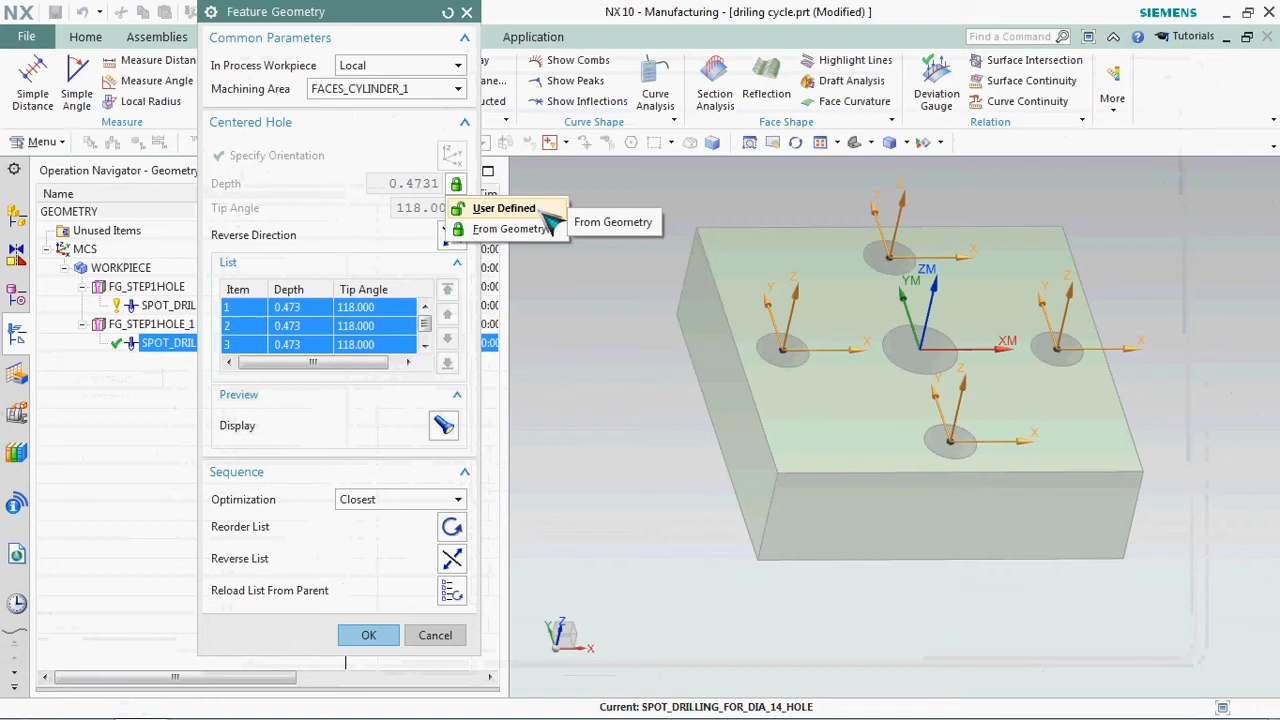 NX
Feature Geometry
NX 10 - Manufacturing - [driling cycle.prt (Modified) ]
SIEMENS
File
Home
Assemblies
Application
Find a Command
Tutorials
Simple Distance
Simple Angle
Measure Distan
Measure Angle
Local Radius
Measure
Show Combs
Show Peaks
Show Inflections
Curve Analysis
Curve Shape
Section Analysis
Reflection
Highlight Lines
Draft Analysis
Face Curvature
Face Shape
Deviation Gauge
Surface Intersection
Surface Continuity
Curve Continuity
Relation
More
Menu
Common Parameters
In Process Workpiece
Local
Machining Area
FACES_CYLINDER_1
Centered Hole
Specify Orientation
Depth
0.4731
Tip Angle
118.00
User Defined
From Geometry
From Geometry
Reverse Direction
List
Item Depth Tip Angle
1 0.473 118.000
2 0.473 118.000
3 0.473 118.000
Preview
Display
Sequence
Optimization
Closest
Reorder List
Reverse List
Reload List From Parent
OK
Cancel
Operation Navigator - Geometry
Name
GEOMETRY
Unused Items
MCS
WORKPIECE
FG_STEP1HOLE
SPOT_DRIL
FG_STEP1HOLE_1
SPOT_DRIL
Y
Z
X
ZM
YM
XM
Y
Z
X
Y
Z
X
Y
Z
X
Y
Z
X
Current: SPOT_DRILLING_FOR_DIA_14_HOLE